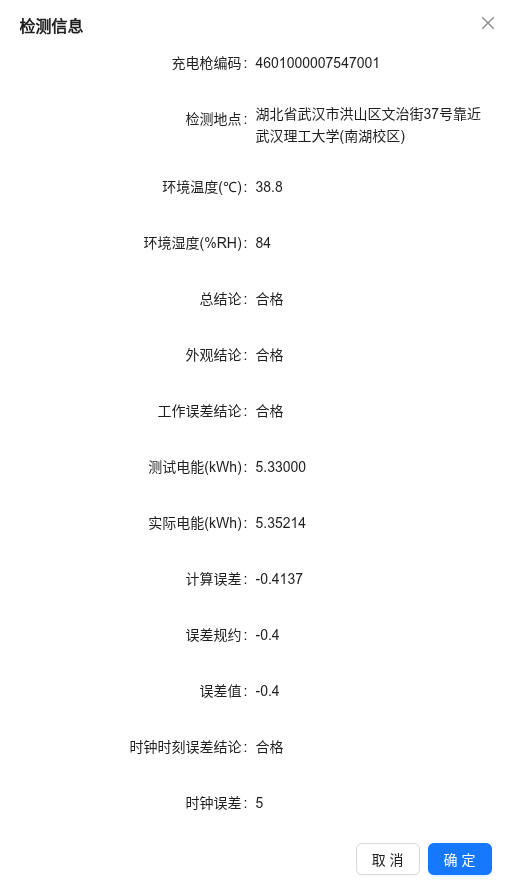 检测信息
充电枪编码: 4601000007547001
检测地点: 湖北省武汉市洪山区文治街37号靠近
武汉理工大学(南湖校区)
环境温度(℃): 38.8
环境湿度(%RH): 84
总结论: 合格
外观结论: 合格
工作误差结论: 合格
测试电能(kWh): 5.33000
实际电能(kWh): 5.35214
计算误差: -0.4137
误差规约: -0.4
误差值: -0.4
时钟时刻误差结论: 合格
时钟误差: 5
取 消 确 定